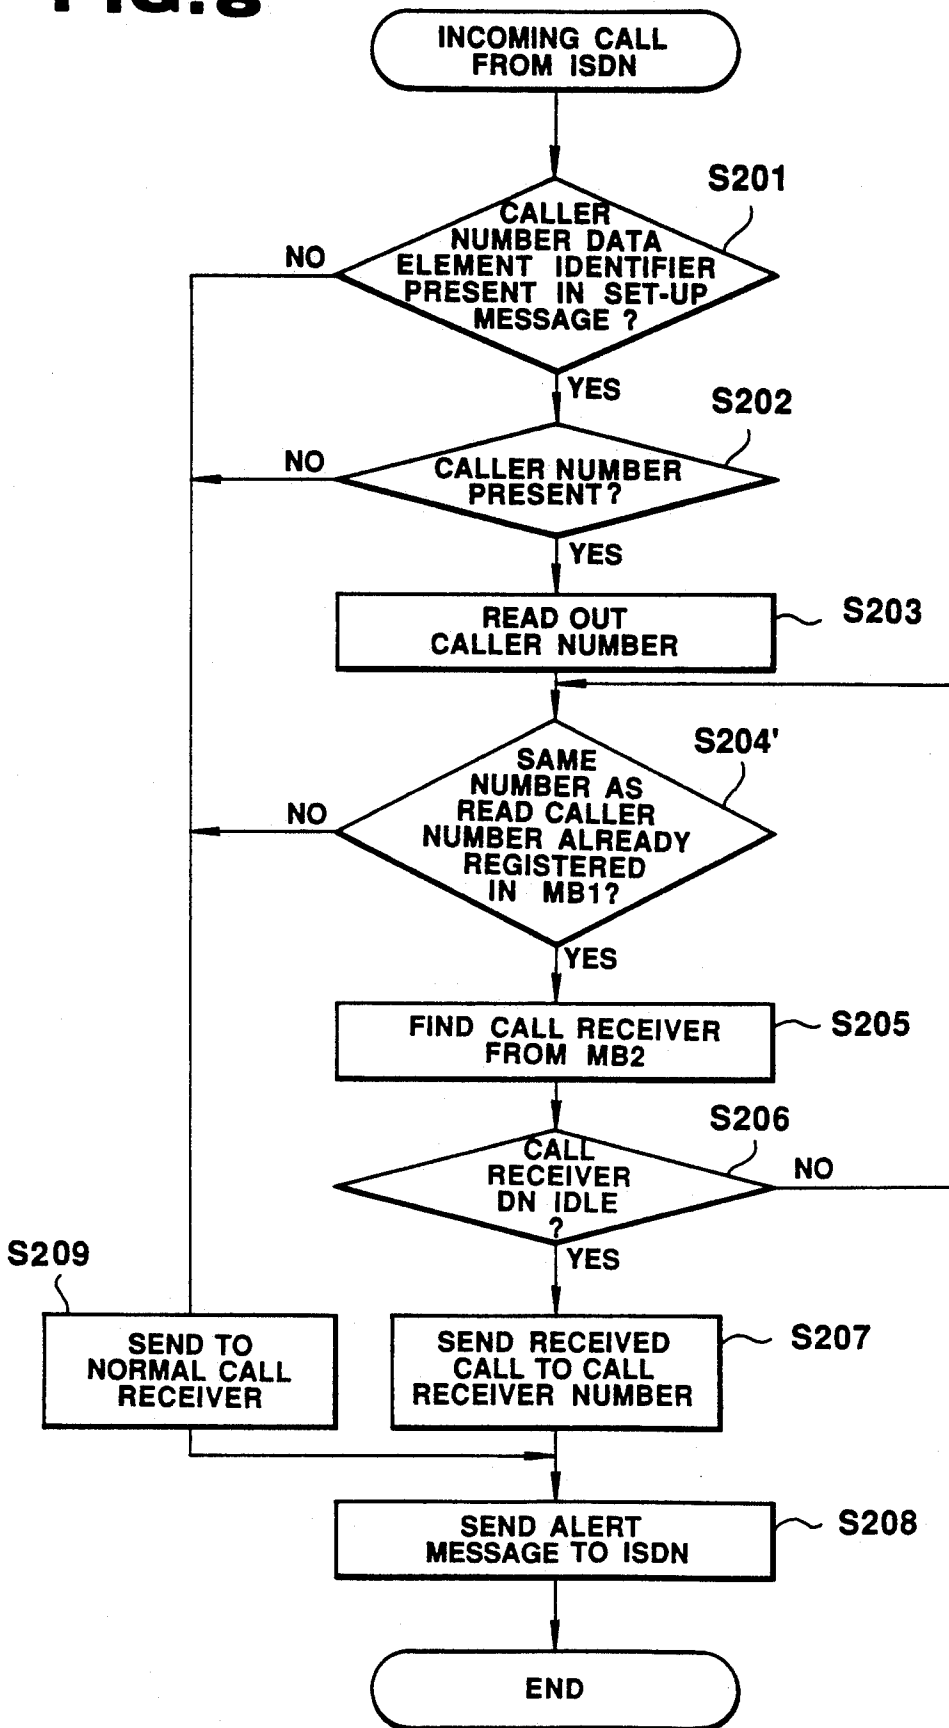 FIG.8
INCOMING CALL
FROM ISDN
S201
CALLER
NUMBER DATA
ELEMENT IDENTIFIER
PRESENT IN SET-UP
MESSAGE ?
NO
YES
S202
CALLER NUMBER
PRESENT?
NO
YES
READ OUT
CALLER NUMBER
S203
S204'
SAME
NUMBER AS
READ CALLER
NUMBER ALREADY
REGISTERED
IN MB1?
NO
YES
FIND CALL RECEIVER
FROM MB2
S205
S206
CALL
RECEIVER
DN IDLE
?
NO
YES
S209
SEND TO
NORMAL CALL
RECEIVER
SEND RECEIVED
CALL TO CALL
RECEIVER NUMBER
S207
SEND ALERT
MESSAGE TO ISDN
S208
END